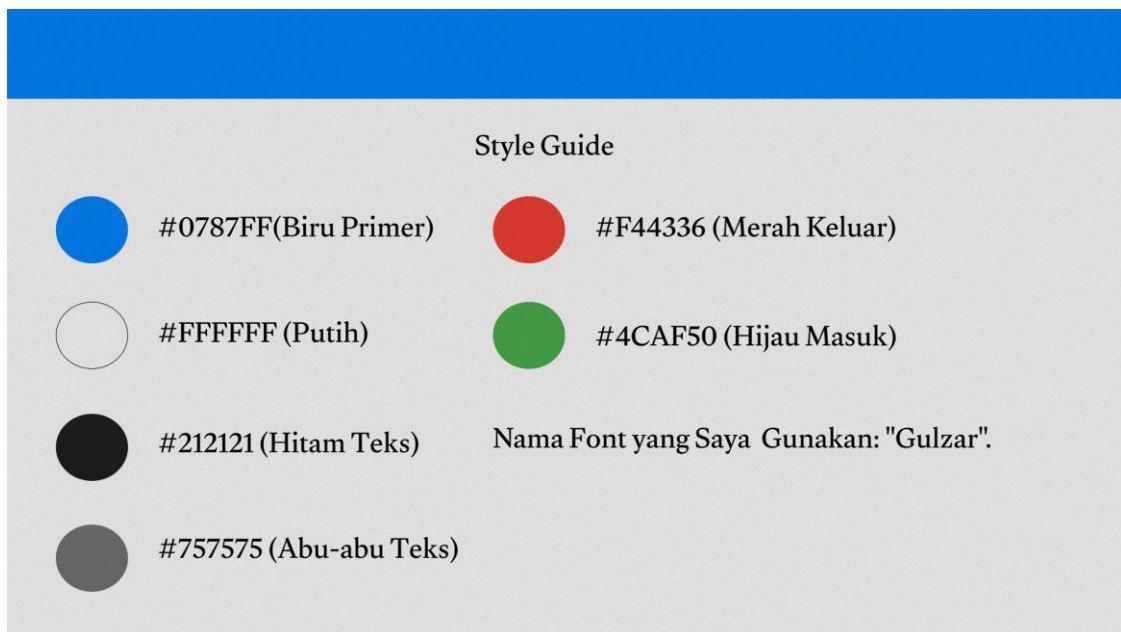 Style Guide
#0787FF(Biru Primer)
#FFFFFF (Putih)
#212121 (Hitam Teks)
#757575 (Abu-abu Teks)
#F44336 (Merah Keluar)
#4CAF50 (Hijau Masuk)
Nama Font yang Saya Gunakan: "Gulzar".